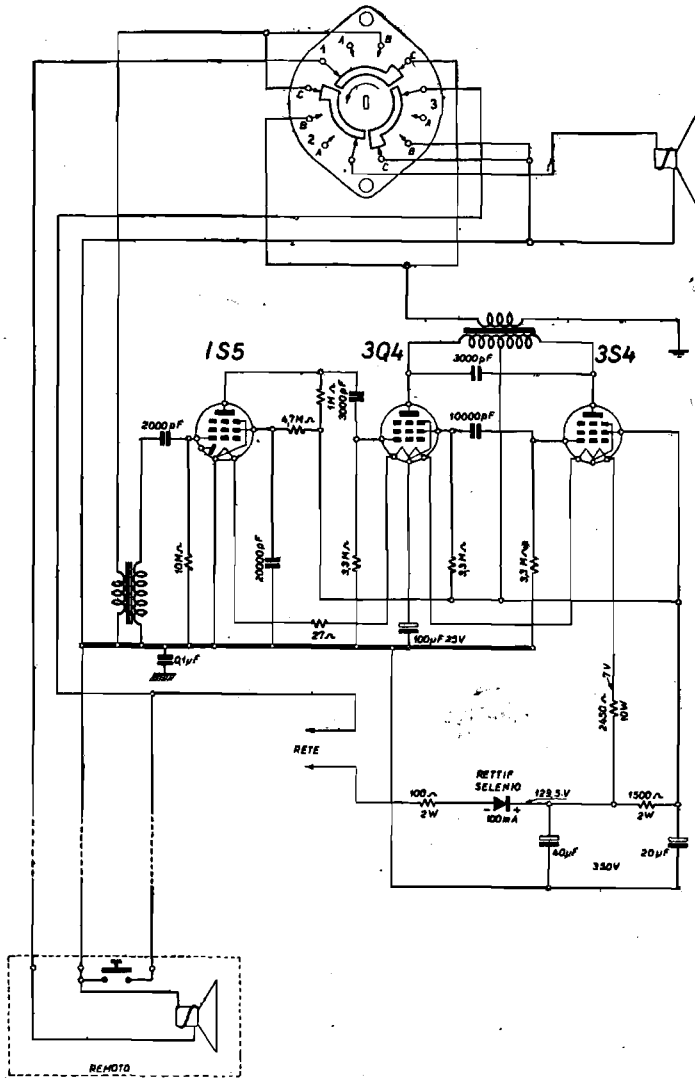 A
B
1
C
C
3
B
A
2
A
B
C
1S5
3Q4
3S4
3000pF
1MΩ
3000pF
2000pF
4,7MΩ
10000pF
10MΩ
20000pF
3,3MΩ
3,3MΩ
3,3MΩ
27Ω
100µF 25V
0,1µF
7V
2450Ω
10W
RETE
RETTIF
SELENIO
100Ω
2W
- +
100mA
129,5V
1500Ω
2W
40µF
350V
20µF
REMOTO